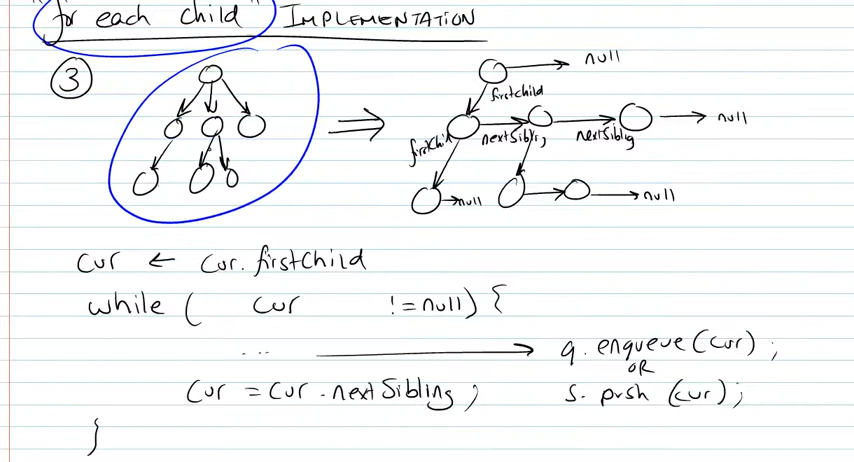 "for each child" IMPLEMENTATION
3
null
firstchild
firstchild nextSibling nextSiblig null
null
null
cur ← cur.firstChild
while ( cur != null) {
... q.enqueue(cur);
OR
cur = cur.nextSibling; s.push(cur);
}